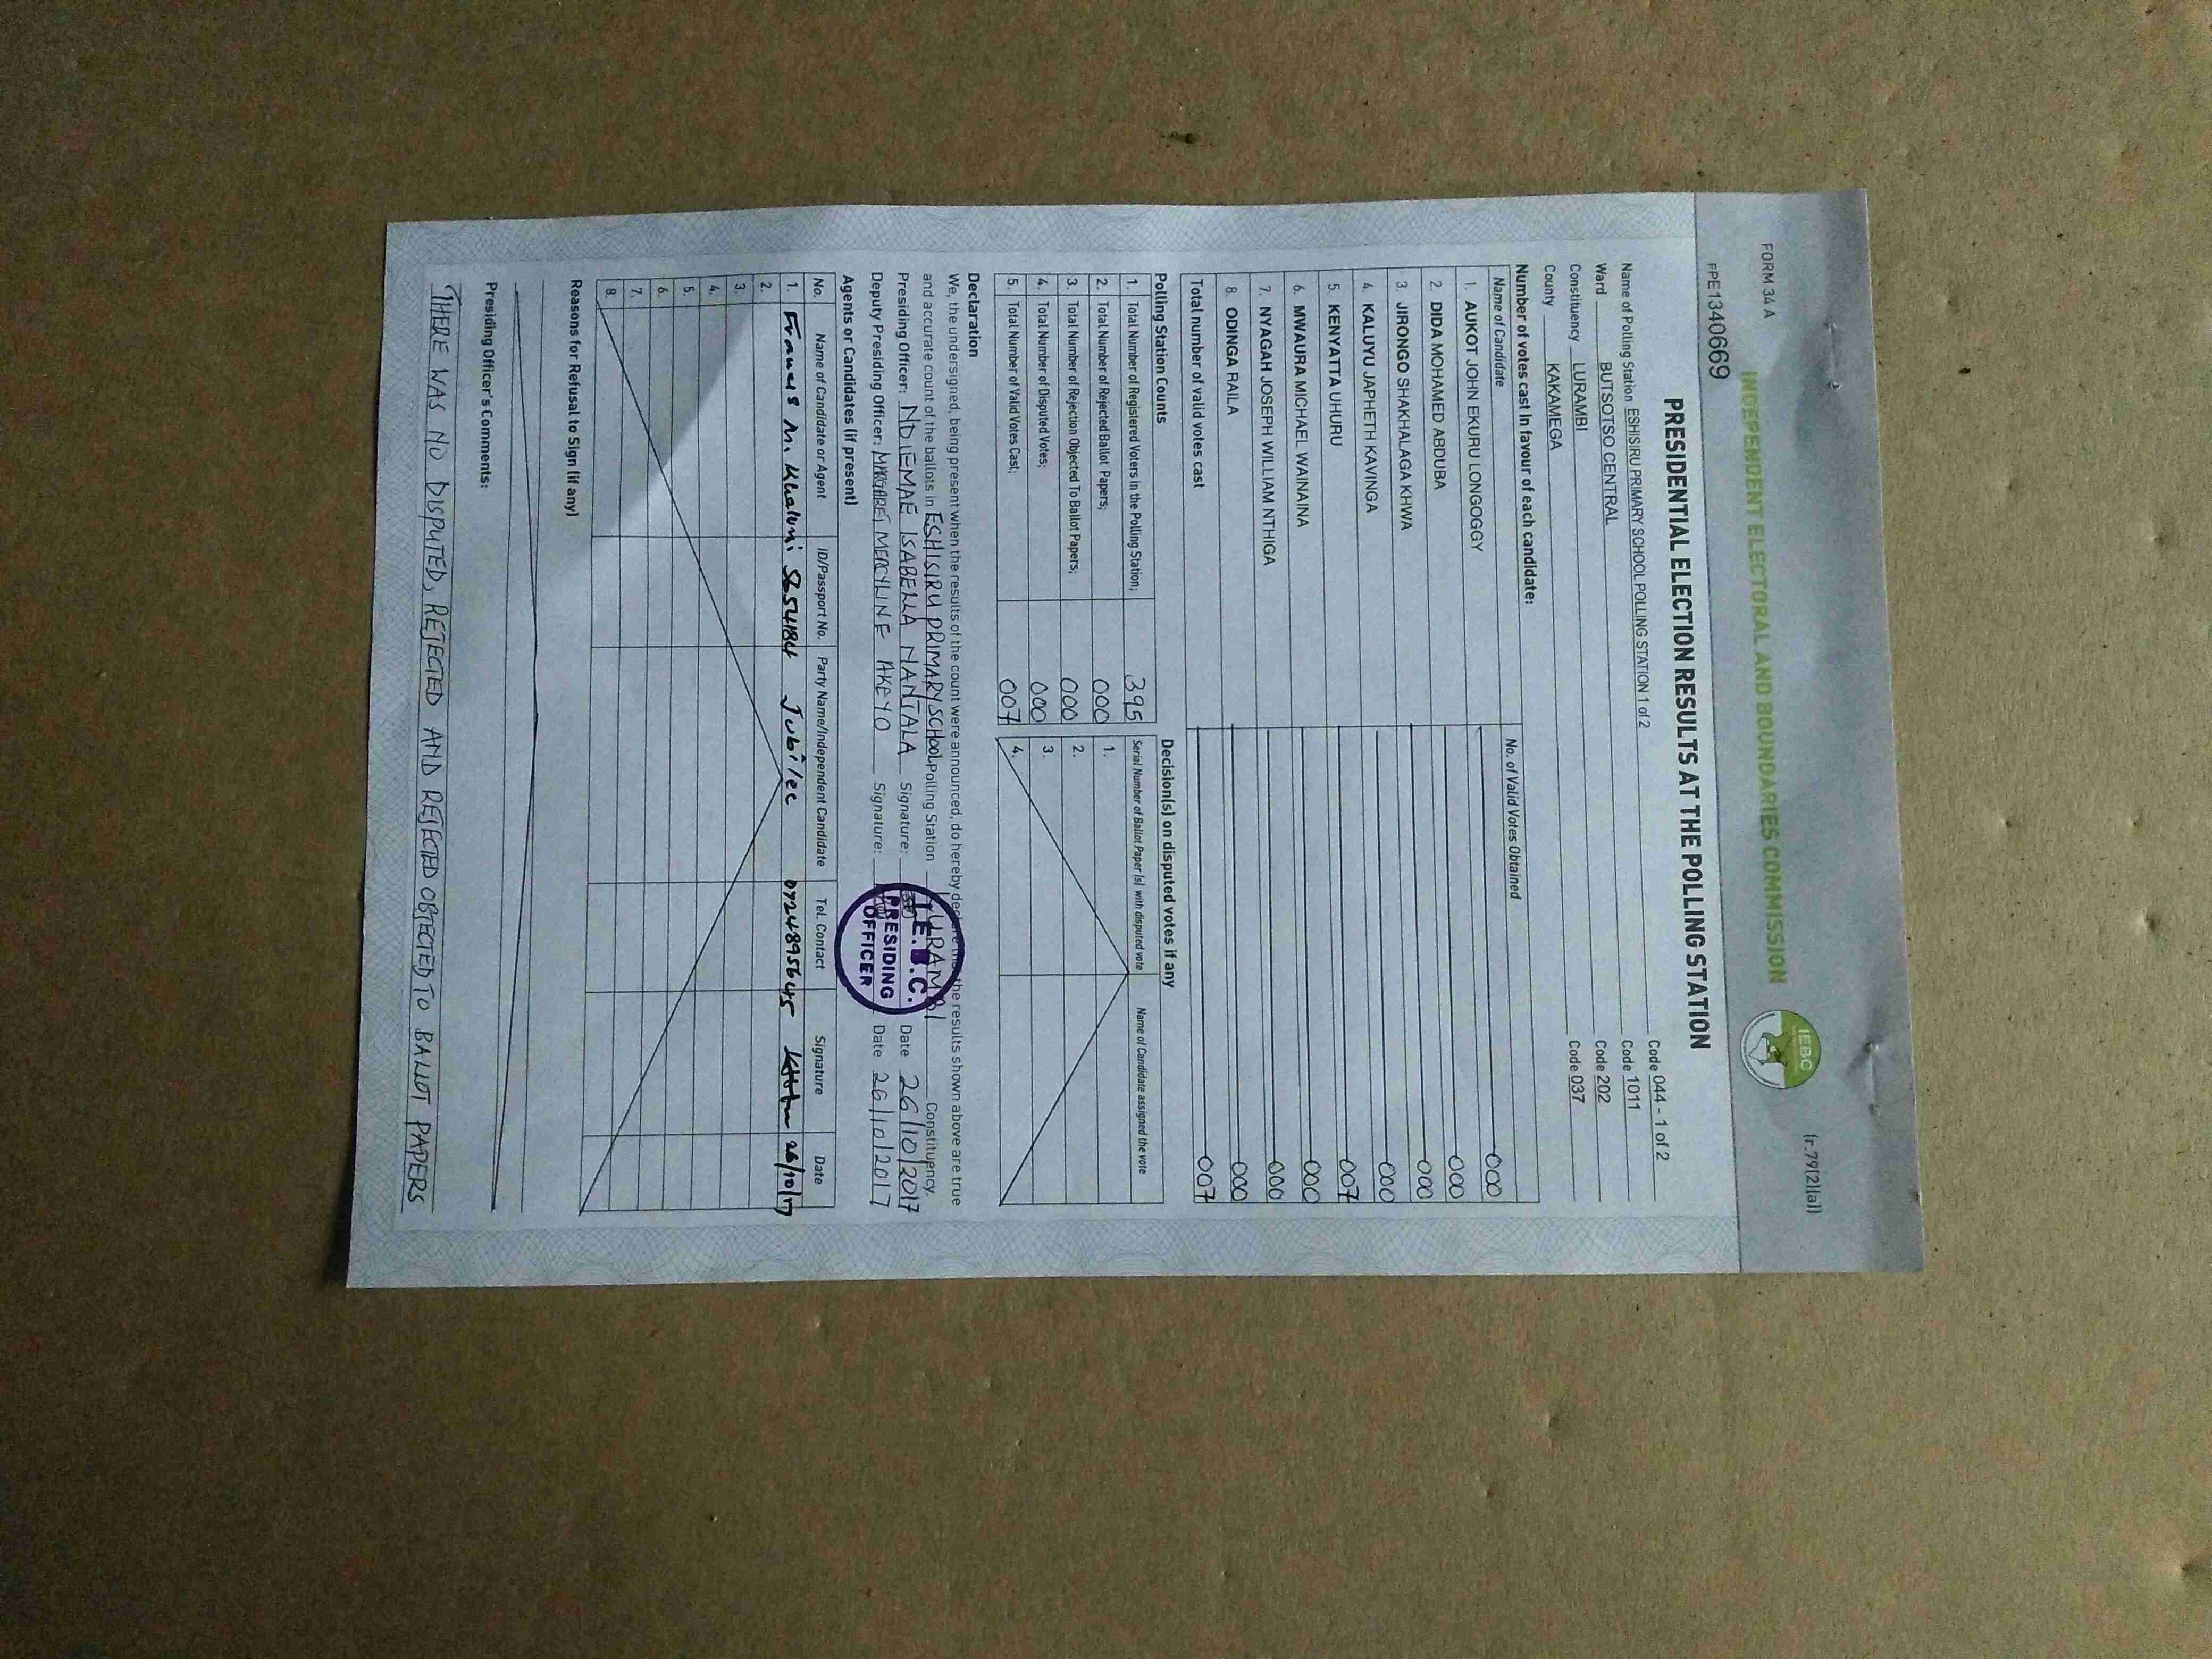 FORM 34 A
(r.79(2)(a))
INDEPENDENT ELECTORAL AND BOUNDARIES COMMISSION
IEBC
PPE1340669
PRESIDENTIAL ELECTION RESULTS AT THE POLLING STATION
Name of Polling Station ESHISIRU PRIMARY SCHOOL POLLING STATION 1 of 2 Code 044 - 1 of 2
Ward BUTSOTSO CENTRAL Code 1011
Constituency LURAMBI Code 202
County KAKAMEGA Code 037
Number of votes cast in favour of each candidate:
Name of Candidate No. of Valid Votes Obtained
1. AUKOT JOHN EKURU LONGOGGY 000
2. DIDA MOHAMED ABDUBA 000
3. JIRONGO SHAKHALAGA KHWA 000
4. KALUYU JAPHETH KAVINGA 000
5. KENYATTA UHURU 007
6. MWAURA MICHAEL WAINAINA 000
7. NYAGAH JOSEPH WILLIAM NTHIGA 000
8. ODINGA RAILA 000
Total number of valid votes cast 007
Polling Station Counts
1. Total Number of Registered Voters in the Polling Station; 395
2. Total Number of Rejected Ballot Papers; 000
3. Total Number of Rejection Objected To Ballot Papers; 000
4. Total Number of Disputed Votes; 000
5. Total Number of Valid Votes Cast; 007
Decision(s) on disputed votes if any
Serial Number of Ballot Paper (s) with disputed vote Name of Candidate assigned the vote
1.
2.
3.
4.
Declaration
We, the undersigned, being present when the results of the count were announced, do hereby declare that the results shown above are true
and accurate count of the ballots in ESHISIRU PRIMARY SCHOOL Polling Station LURAMBI Constituency.
Presiding Officer: NDIEMAE ISABELLA NANJALA Signature: Date 26/10/2017
Deputy Presiding Officer: MARGARET MERCYLINE AKEYO Signature: Date 26/10/2017
I.E.B.C.
PRESIDING
OFFICER
Agents or Candidates (if present)
No. Name of Candidate or Agent ID/Passport No. Party Name/Independent Candidate Tel. Contact Signature Date
1. Francis M. Khalumi Jubilee 0724895645 26/10/17
2.
3.
4.
5.
6.
7.
8.
Reasons for Refusal to Sign (if any)
Presiding Officer's Comments:
THERE WAS NO DISPUTED, REJECTED AND REJECTED OBJECTED TO BALLOT PAPERS